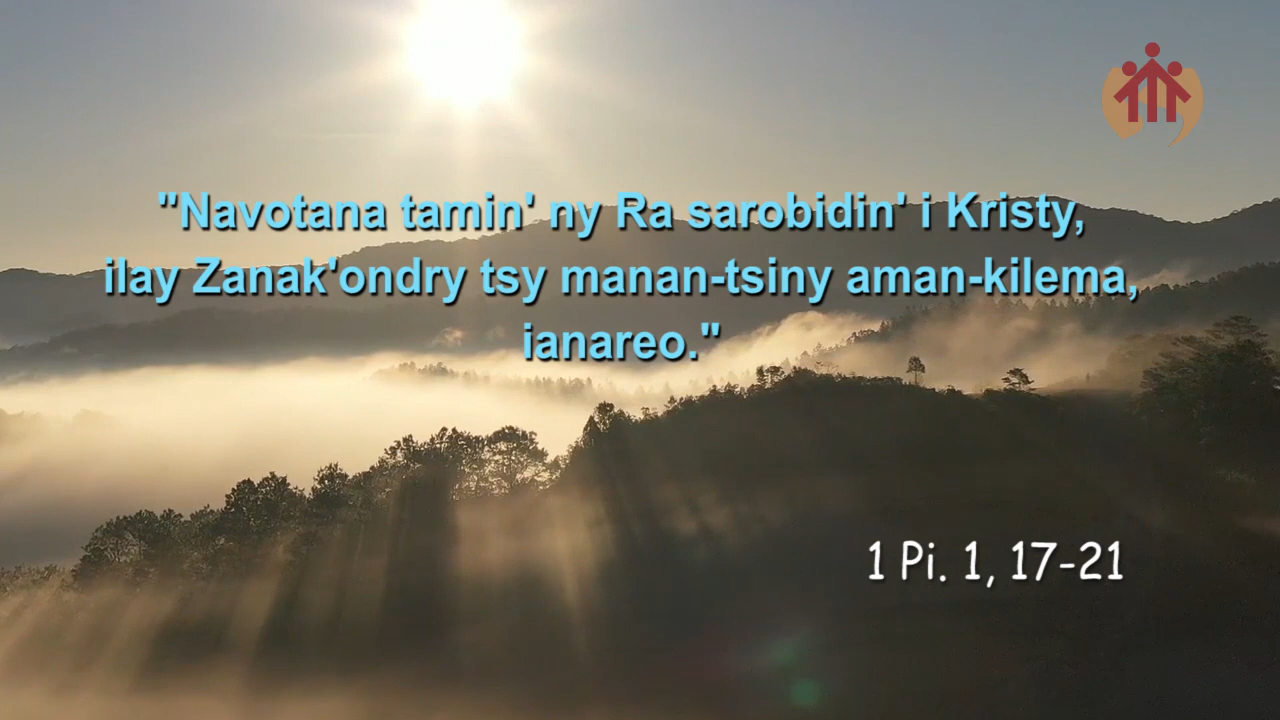 "Navotana tamin' ny Ra sarobidin' i Kristy,
ilay Zanak'ondry tsy manan-tsiny aman-kilema,
ianareo."
1 Pi. 1, 17-21